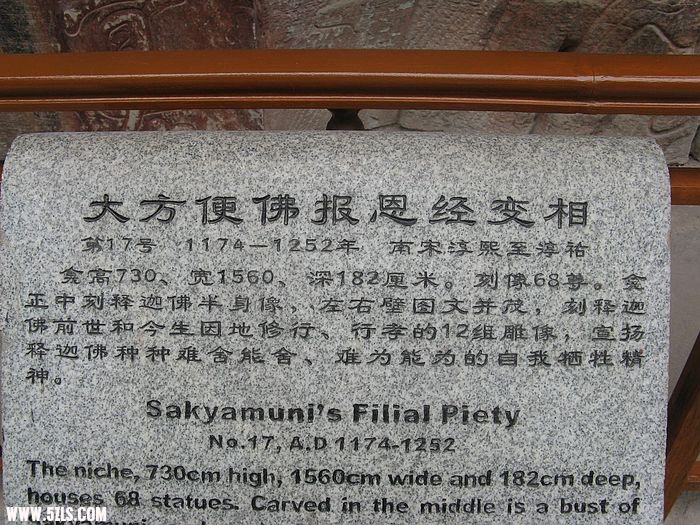 大方便佛报恩经变相
第17号 1174—1252年 南宋淳熙至淳祐
龛高730、宽1560、深182厘米。刻像68尊。龛
正中刻释迦佛半身像，左右壁图文并茂，刻释迦
佛前世和今生因地修行、行孝的12组雕像，宣扬
释迦佛种种难舍能舍、难为能为的自我牺牲精
神。
Sakyamuni's Filial Piety
No.17, A.D 1174-1252
The niche, 730cm high, 1560cm wide and 182cm deep,
houses 68 statues. Carved in the middle is a bust of
WWW.5ZLS.COM